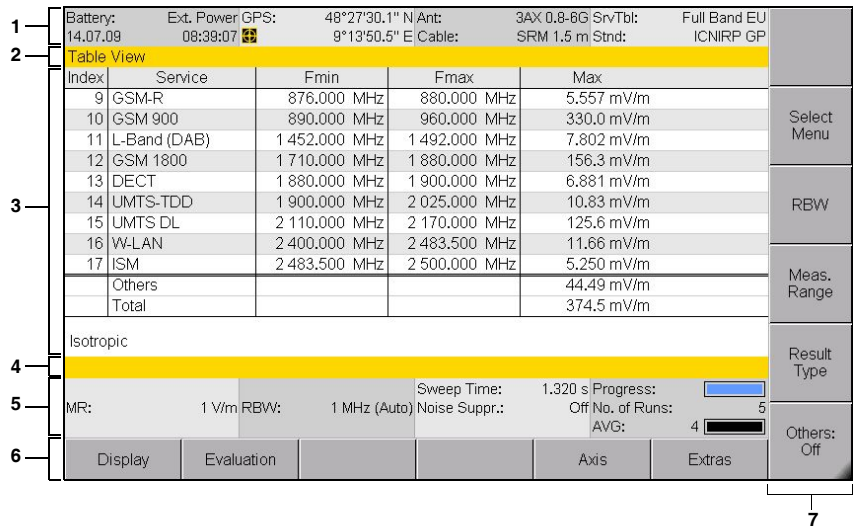 1
Battery: Ext. Power GPS: 48°27'30.1" N Ant: 3AX 0.8-6G SrvTbl: Full Band EU
14.07.09 08:39:07 9°13'50.5" E Cable: SRM 1.5 m Stnd: ICNIRP GP
2
Table View
3
Index Service Fmin Fmax Max
9 GSM-R 876.000 MHz 880.000 MHz 5.557 mV/m
10 GSM 900 890.000 MHz 960.000 MHz 330.0 mV/m
11 L-Band (DAB) 1 452.000 MHz 1 492.000 MHz 7.802 mV/m
12 GSM 1800 1 710.000 MHz 1 880.000 MHz 156.3 mV/m
13 DECT 1 880.000 MHz 1 900.000 MHz 6.881 mV/m
14 UMTS-TDD 1 900.000 MHz 2 025.000 MHz 10.83 mV/m
15 UMTS DL 2 110.000 MHz 2 170.000 MHz 125.6 mV/m
16 W-LAN 2 400.000 MHz 2 483.500 MHz 11.66 mV/m
17 ISM 2 483.500 MHz 2 500.000 MHz 5.250 mV/m
Others 44.49 mV/m
Total 374.5 mV/m
Isotropic
4
5
Sweep Time: 1.320 s Progress:
MR: 1 V/m RBW: 1 MHz (Auto) Noise Suppr.: Off No. of Runs: 5
AVG: 4
6
Display Evaluation Axis Extras
Select
Menu
RBW
Meas.
Range
Result
Type
Others:
Off
7